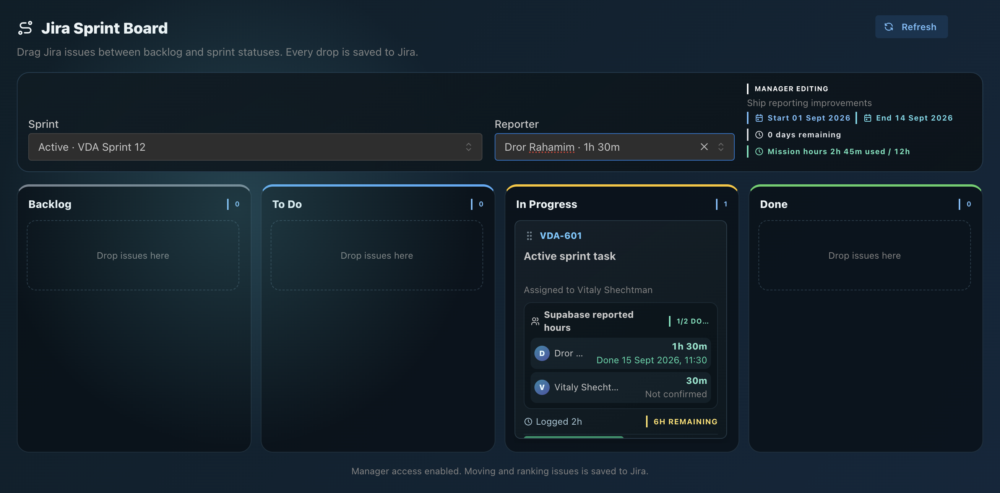 Jira Sprint Board
Refresh
Drag Jira issues between backlog and sprint statuses. Every drop is saved to Jira.
MANAGER EDITING
Ship reporting improvements
Start 01 Sept 2026
End 14 Sept 2026
0 days remaining
Mission hours 2h 45m used / 12h
Sprint
Active · VDA Sprint 12
Reporter
Dror Rahamim · 1h 30m
Backlog
0
Drop issues here
To Do
0
Drop issues here
In Progress
1
VDA-601
Active sprint task
Assigned to Vitaly Shechtman
Supabase reported
hours
1/2 DO...
D
Dror ...
1h 30m
Done 15 Sept 2026, 11:30
V
Vitaly Shecht...
30m
Not confirmed
Logged 2h
6H REMAINING
Done
0
Drop issues here
Manager access enabled. Moving and ranking issues is saved to Jira.